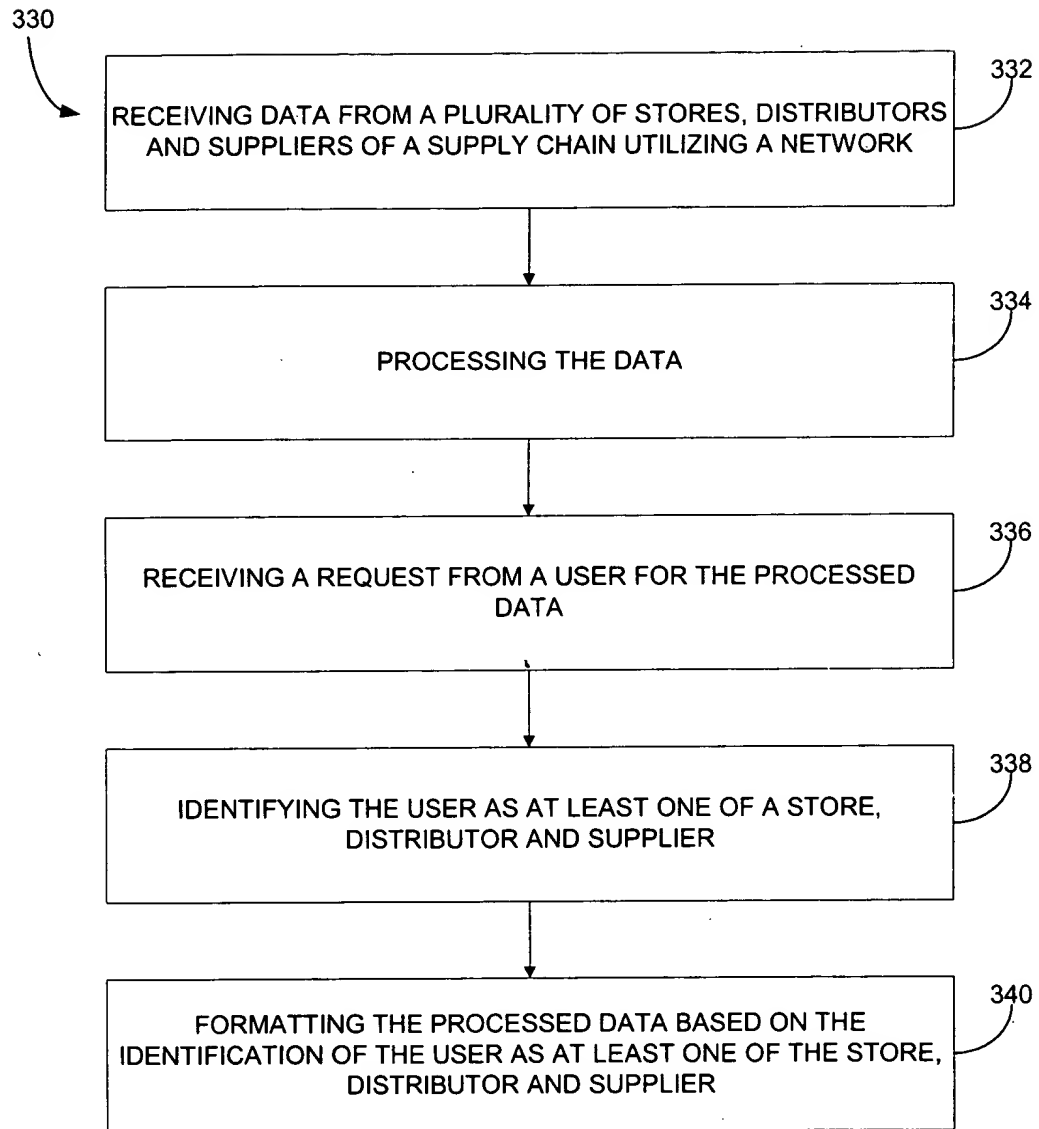 330
332
RECEIVING DATA FROM A PLURALITY OF STORES, DISTRIBUTORS
AND SUPPLIERS OF A SUPPLY CHAIN UTILIZING A NETWORK
334
PROCESSING THE DATA
336
RECEIVING A REQUEST FROM A USER FOR THE PROCESSED
DATA
338
IDENTIFYING THE USER AS AT LEAST ONE OF A STORE,
DISTRIBUTOR AND SUPPLIER
340
FORMATTING THE PROCESSED DATA BASED ON THE
IDENTIFICATION OF THE USER AS AT LEAST ONE OF THE STORE,
DISTRIBUTOR AND SUPPLIER